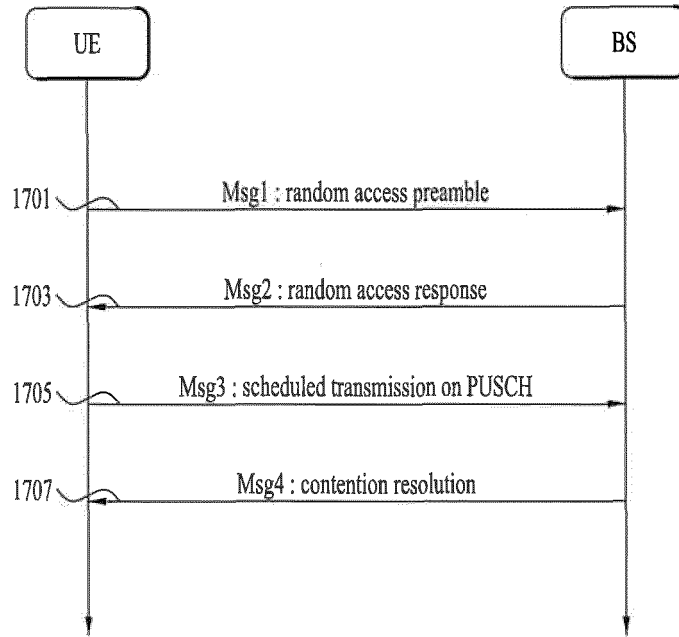 UE
BS
1701
Msg1 : random access preamble
1703
Msg2 : random access response
1705
Msg3 : scheduled transmission on PUSCH
1707
Msg4 : contention resolution